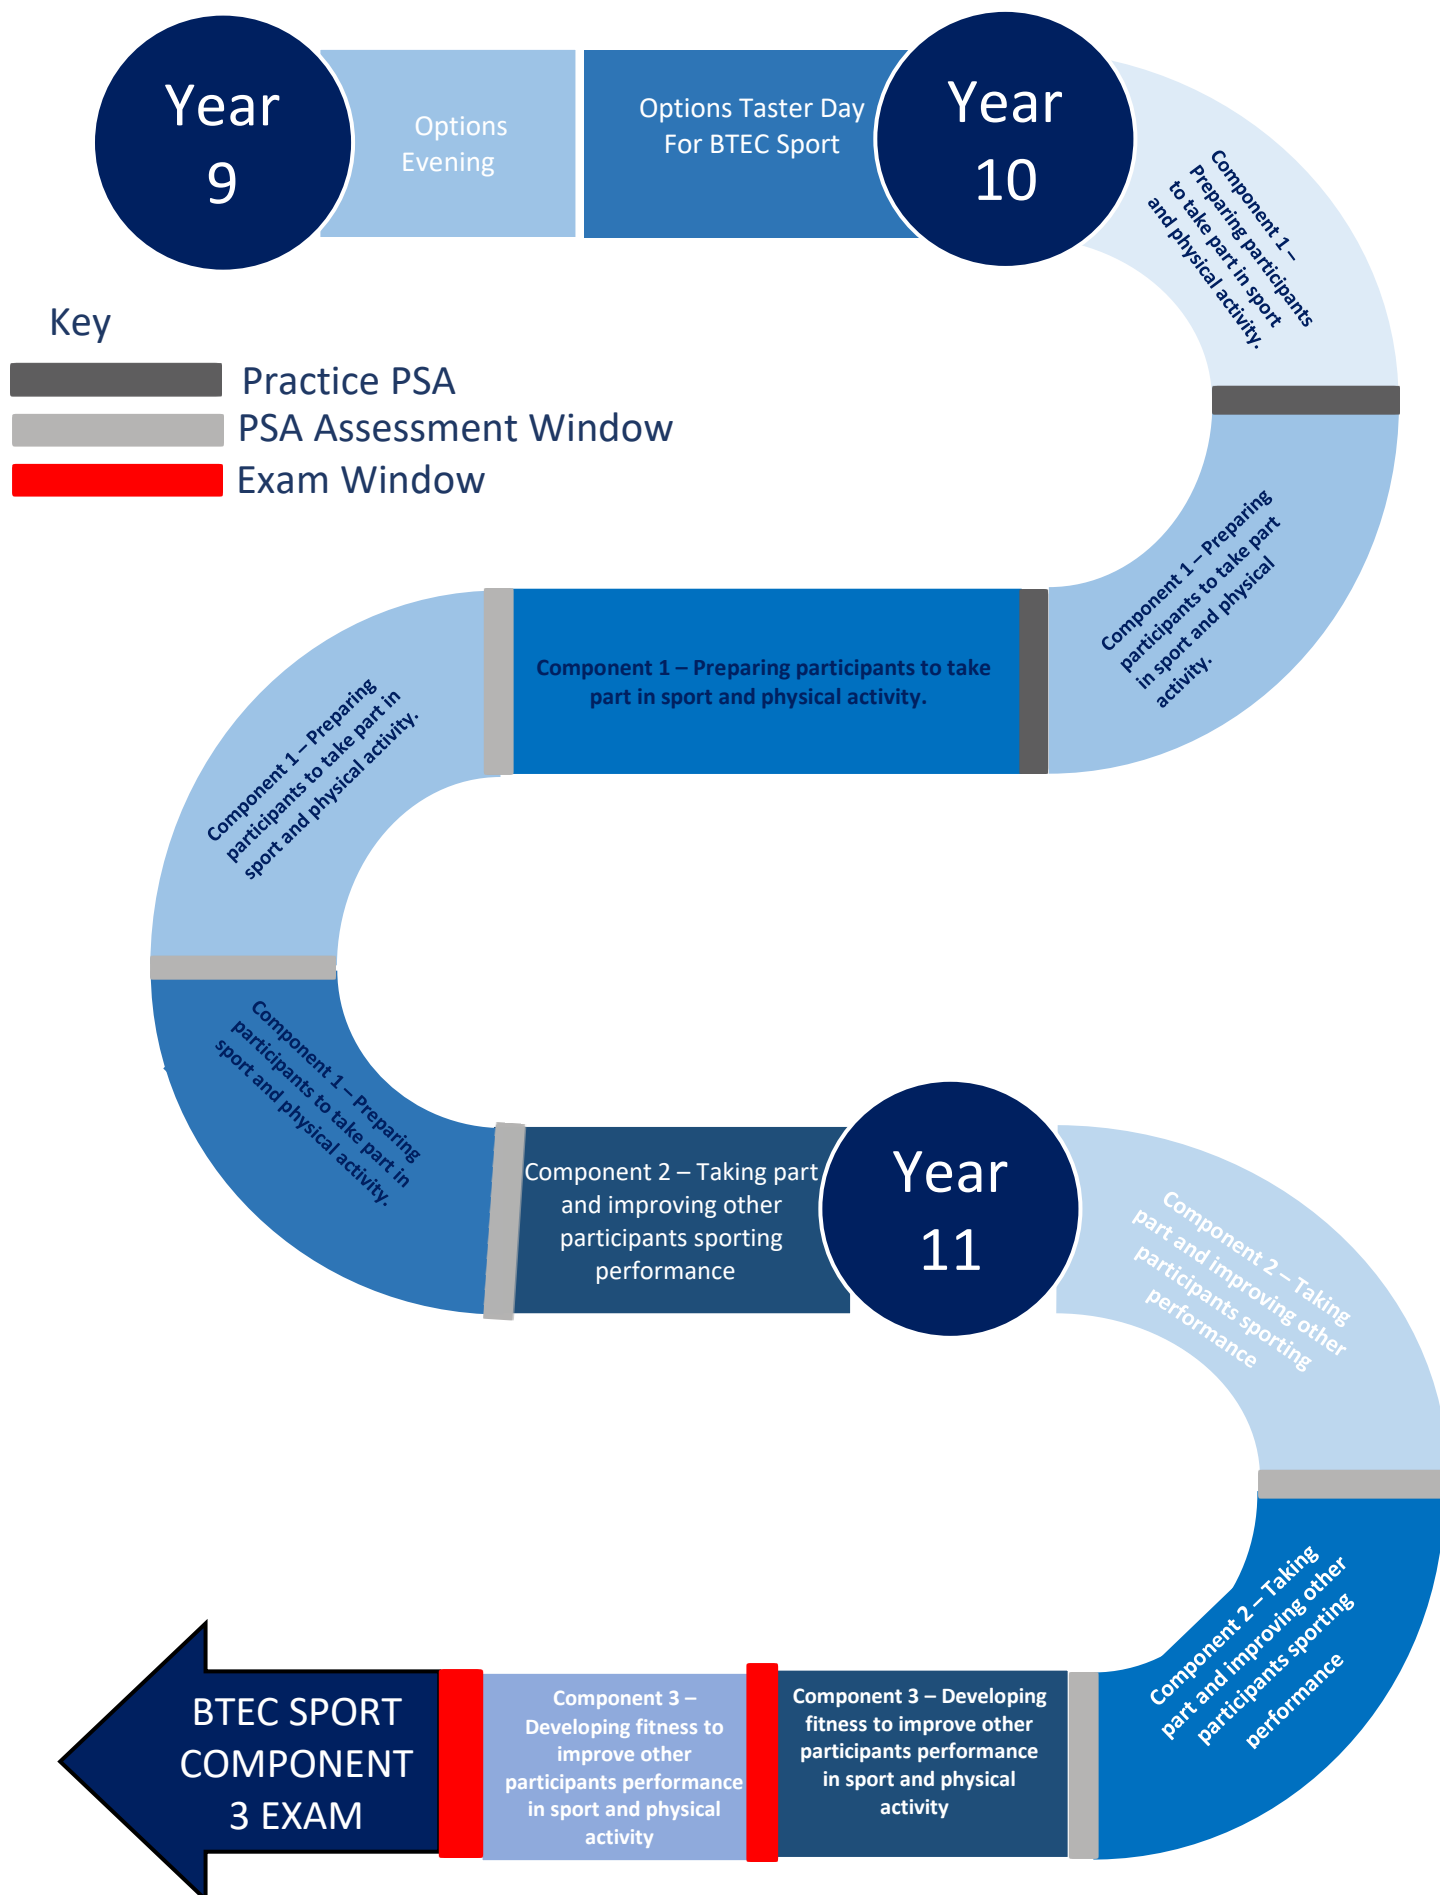 Year
9
Options
Evening
Options Taster Day
For BTEC Sport
Year
10
Component 1 –
Preparing participants
to take part in sport
and physical activity.
Key
Practice PSA
PSA Assessment Window
Exam Window
Component 1 – Preparing
participants to take part
in sport and physical
activity.
Component 1 – Preparing participants to take
part in sport and physical activity.
Component 1 – Preparing
participants to take part in
sport and physical activity.
Component 1 – Preparing
participants to take part in
sport and physical activity.
Component 2 – Taking part
and improving other
participants sporting
performance
Year
11
Component 2 – Taking
part and improving other
participants sporting
performance
Component 2 – Taking
part and improving other
participants sporting
performance
Component 3 – Developing
fitness to improve other
participants performance
in sport and physical
activity
Component 3 –
Developing fitness to
improve other
participants performance
in sport and physical
activity
BTEC SPORT
COMPONENT
3 EXAM